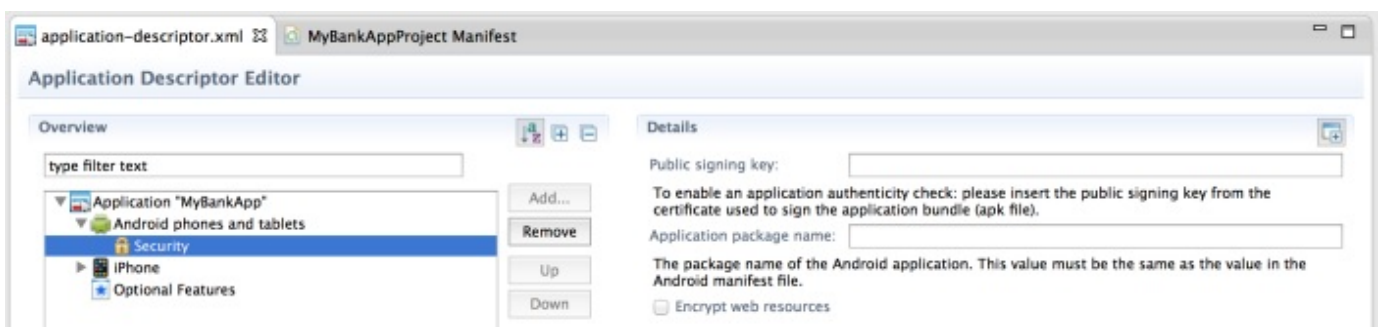 application-descriptor.xml
MyBankAppProject Manifest
Application Descriptor Editor
Overview
type filter text
Application "MyBankApp"
Android phones and tablets
Security
iPhone
Optional Features
Add...
Remove
Up
Down
Details
Public signing key:
To enable an application authenticity check: please insert the public signing key from the
certificate used to sign the application bundle (apk file).
Application package name:
The package name of the Android application. This value must be the same as the value in the
Android manifest file.
Encrypt web resources